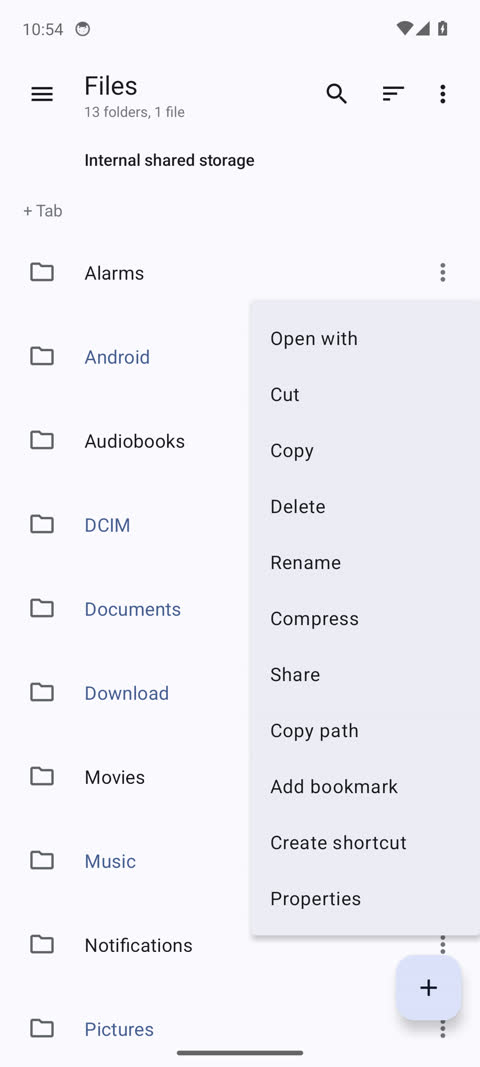 10:54
Files
13 folders, 1 file
Internal shared storage
+ Tab
Alarms
Android
Audiobooks
DCIM
Documents
Download
Movies
Music
Notifications
Pictures
Open with
Cut
Copy
Delete
Rename
Compress
Share
Copy path
Add bookmark
Create shortcut
Properties